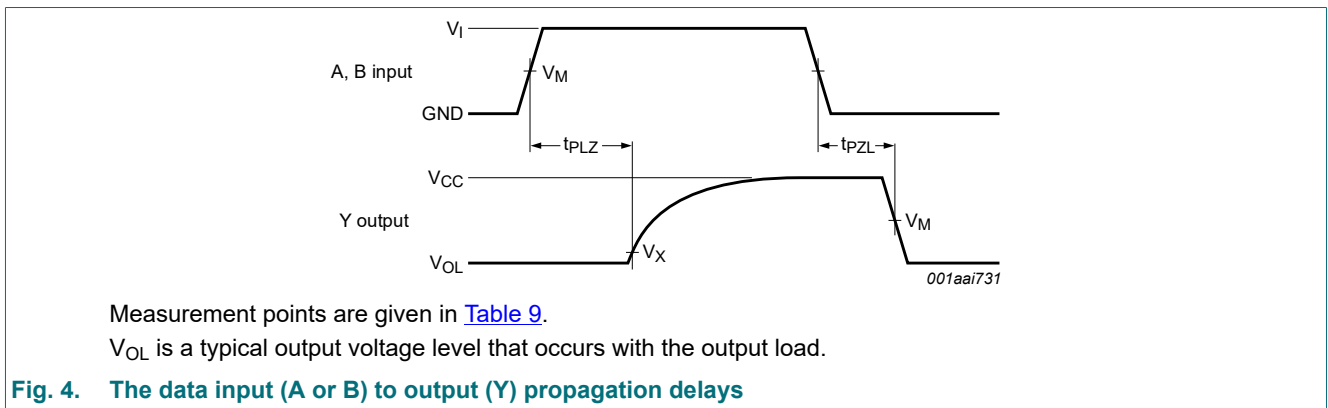 VI
A, B input
VM
GND
tPLZ
tPZL
VCC
Y output
VM
VX
VOL
001aai731
Measurement points are given in Table 9.
VOL is a typical output voltage level that occurs with the output load.
Fig. 4. The data input (A or B) to output (Y) propagation delays